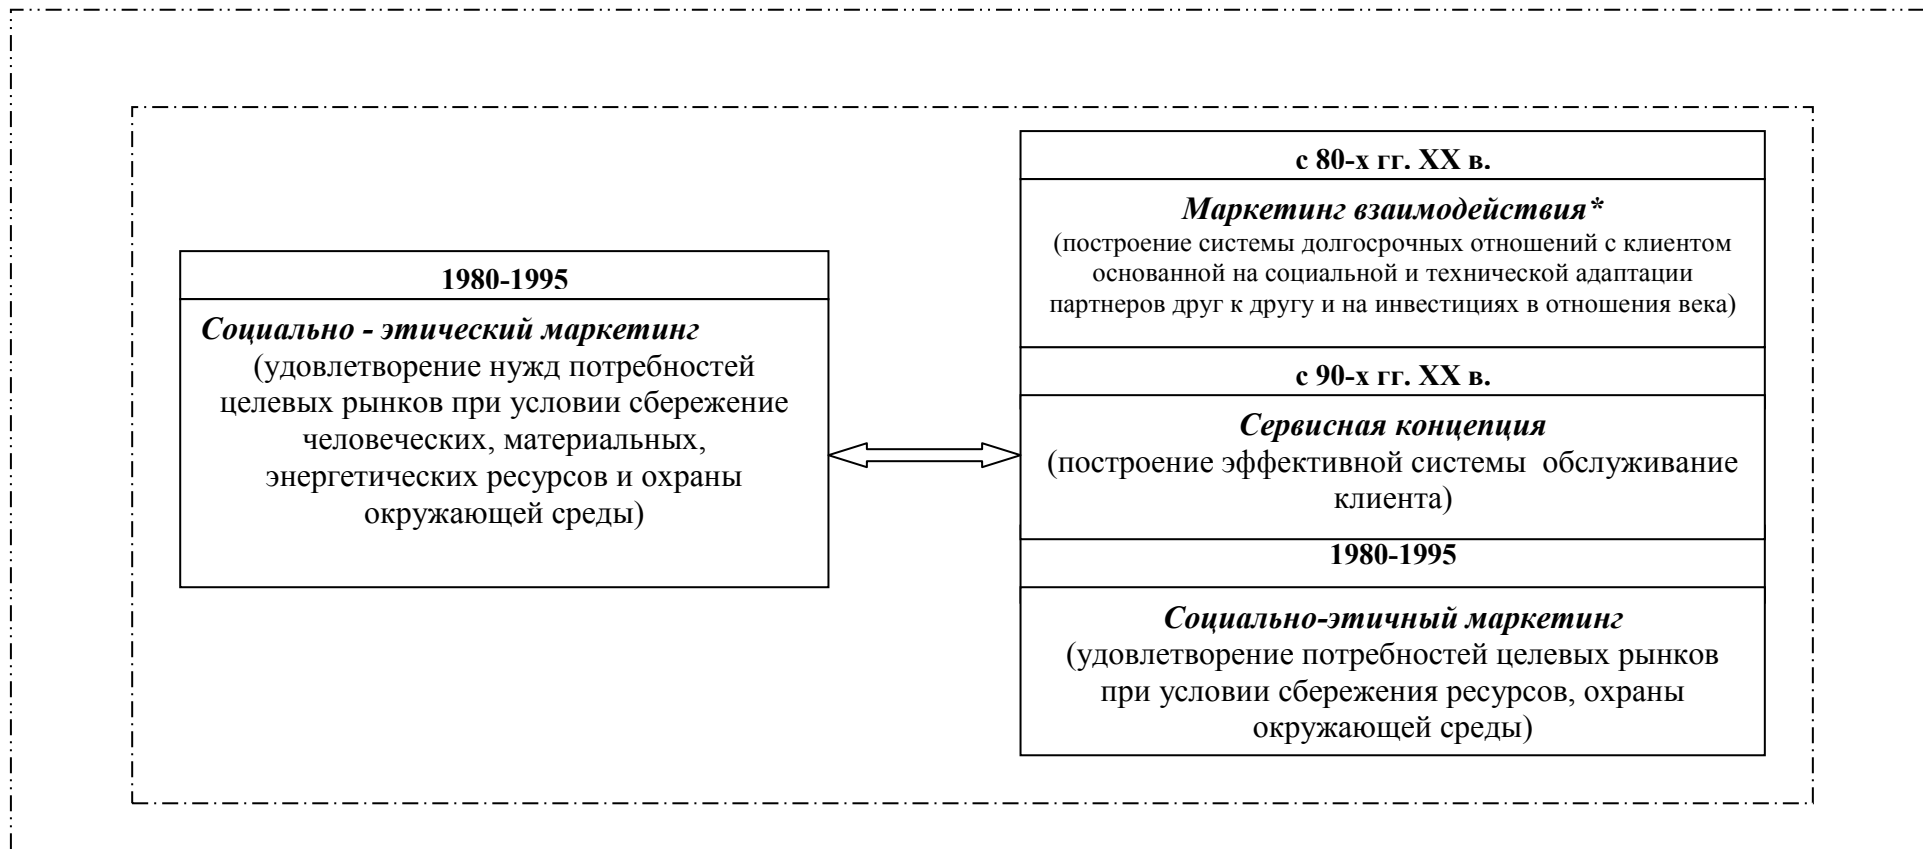 1980-1995
Социально - этический маркетинг
(удовлетворение нужд потребностей
целевых рынков при условии сбережение
человеческих, материальных,
энергетических ресурсов и охраны
окружающей среды)
с 80-х гг. XX в.
Маркетинг взаимодействия*
(построение системы долгосрочных отношений с клиентом
основанной на социальной и технической адаптации
партнеров друг к другу и на инвестициях в отношения века)
с 90-х гг. XX в.
Сервисная концепция
(построение эффективной системы обслуживание
клиента)
1980-1995
Социально-этичный маркетинг
(удовлетворение потребностей целевых рынков
при условии сбережения ресурсов, охраны
окружающей среды)